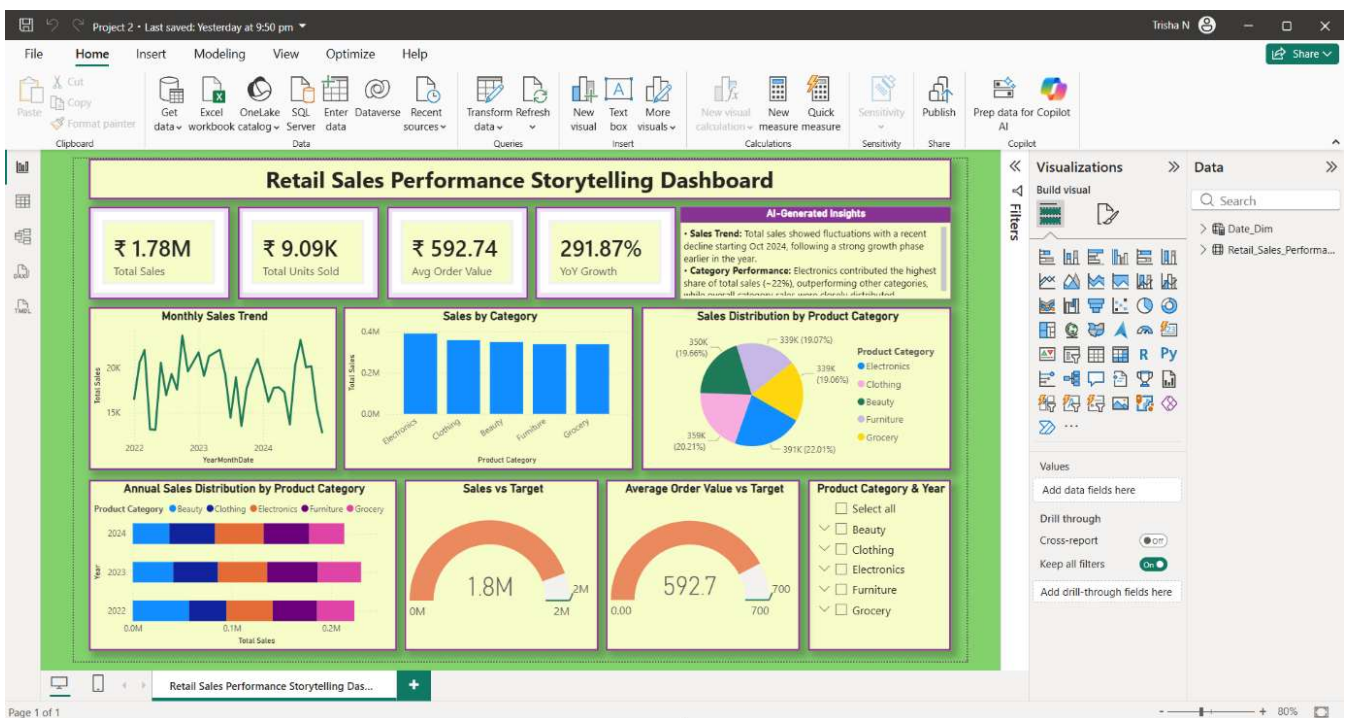 Project 2 • Last saved: Yesterday at 9:50 pm
Trisha N
File Home Insert Modeling View Optimize Help
Share
Paste
Cut
Copy
Format painter
Clipboard
Get data
Excel workbook
OneLake catalog
SQL Server
Enter data
Dataverse
Recent sources
Data
Transform data
Refresh
Queries
New visual
Text box
More visuals
Insert
New visual calculation
New measure
Quick measure
Calculations
Sensitivity
Sensitivity
Publish
Share
Prep data for AI
Copilot
Copilot
Retail Sales Performance Storytelling Dashboard
₹ 1.78M
Total Sales
₹ 9.09K
Total Units Sold
₹ 592.74
Avg Order Value
291.87%
YoY Growth
AI-Generated Insights
• Sales Trend: Total sales showed fluctuations with a recent
decline starting Oct 2024, following a strong growth phase
earlier in the year.
• Category Performance: Electronics contributed the highest
share of total sales (~22%), outperforming other categories,
while overall category sales were closely distributed
Monthly Sales Trend
Total Sales
20K
15K
2022 2023 2024
YearMonthDate
Sales by Category
Total Sales
0.4M
0.2M
0.0M
Electronics Clothing Beauty Furniture Grocery
Product Category
Sales Distribution by Product Category
350K
(19.66%)
339K (19.07%)
339K
(19.06%)
359K
(20.21%)
391K (22.01%)
Product Category
Electronics
Clothing
Beauty
Furniture
Grocery
Annual Sales Distribution by Product Category
Product Category Beauty Clothing Electronics Furniture Grocery
Year
2024
2023
2022
0.0M 0.1M 0.2M
Total Sales
Sales vs Target
1.8M
0M
2M
2M
Average Order Value vs Target
592.7
0.00
700
700
Product Category & Year
Select all
Beauty
Clothing
Electronics
Furniture
Grocery
Filters
Visualizations
Build visual
R Py
Values
Add data fields here
Drill through
Cross-report
Off
Keep all filters
On
Add drill-through fields here
Data
Search
Date_Dim
Retail_Sales_Performa...
Retail Sales Performance Storytelling Das...
Page 1 of 1
80%